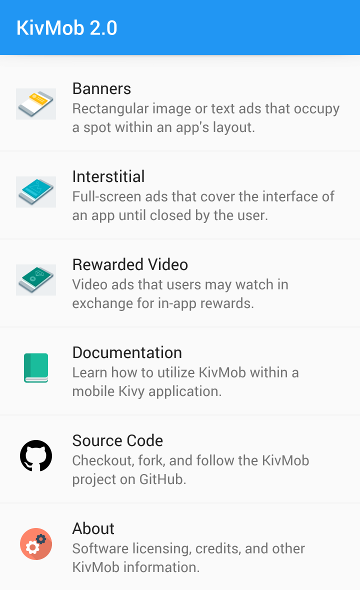 KivMob 2.0
Banners
Rectangular image or text ads that occupy
a spot within an app's layout.
Interstitial
Full-screen ads that cover the interface of
an app until closed by the user.
Rewarded Video
Video ads that users may watch in
exchange for in-app rewards.
Documentation
Learn how to utilize KivMob within a
mobile Kivy application.
Source Code
Checkout, fork, and follow the KivMob
project on GitHub.
About
Software licensing, credits, and other
KivMob information.